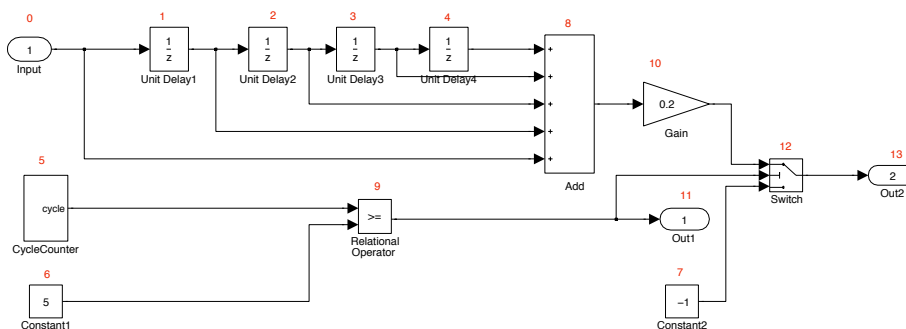 0
1
2
3
4
8
1
Input
1
z
Unit Delay1
1
z
Unit Delay2
1
z
Unit Delay3
1
z
Unit Delay4
+
+
+
+
+
Add
10
0.2
Gain
12
Switch
13
2
Out2
5
cycle
CycleCounter
9
>=
Relational
Operator
11
1
Out1
6
5
Constant1
7
−1
Constant2